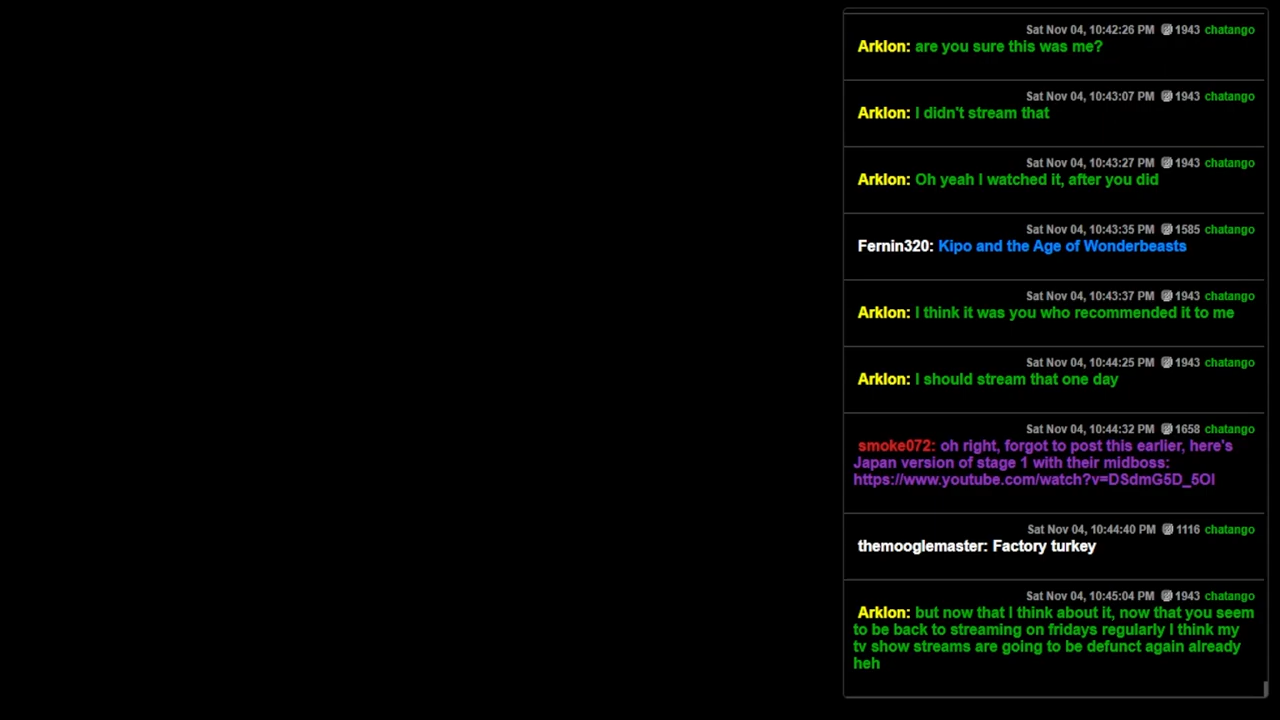 Sat Nov 04, 10:42:26 PM 1943 chatango
Arklon: are you sure this was me?
Sat Nov 04, 10:43:07 PM 1943 chatango
Arklon: I didn't stream that
Sat Nov 04, 10:43:27 PM 1943 chatango
Arklon: Oh yeah I watched it, after you did
Sat Nov 04, 10:43:35 PM 1585 chatango
Fernin320: Kipo and the Age of Wonderbeasts
Sat Nov 04, 10:43:37 PM 1943 chatango
Arklon: I think it was you who recommended it to me
Sat Nov 04, 10:44:25 PM 1943 chatango
Arklon: I should stream that one day
Sat Nov 04, 10:44:32 PM 1658 chatango
smoke072: oh right, forgot to post this earlier, here's
Japan version of stage 1 with their midboss:
https://www.youtube.com/watch?v=DSdmG5D_5OI
Sat Nov 04, 10:44:40 PM 1116 chatango
themooglemaster: Factory turkey
Sat Nov 04, 10:45:04 PM 1943 chatango
Arklon: but now that I think about it, now that you seem
to be back to streaming on fridays regularly I think my
tv show streams are going to be defunct again already
heh